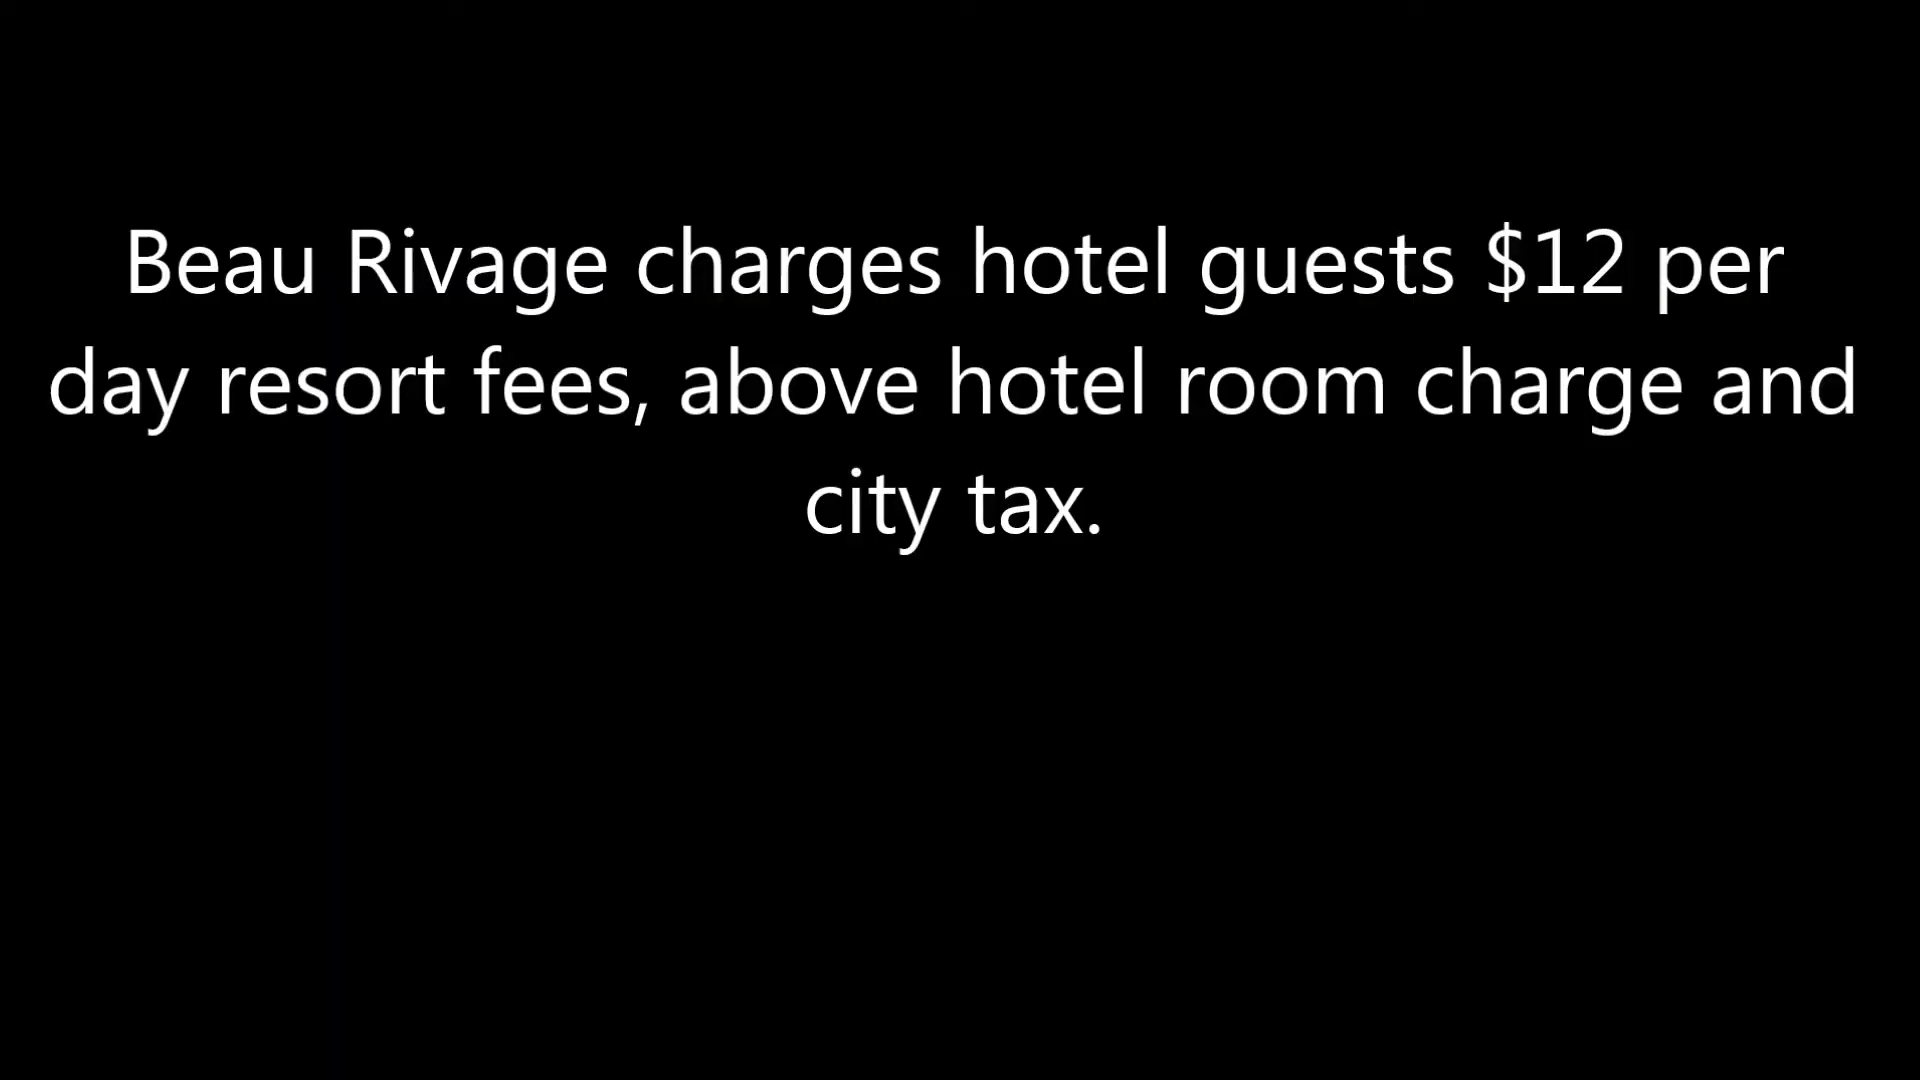 Beau Rivage charges hotel guests $12 per
day resort fees, above hotel room charge and
city tax.